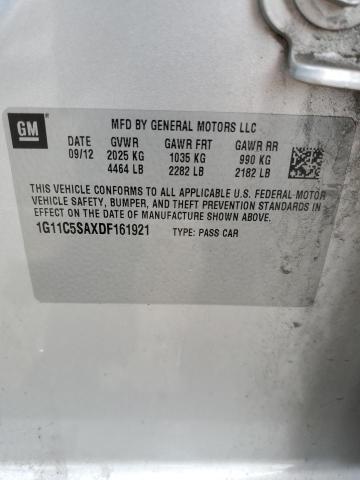 GM
MFD BY GENERAL MOTORS LLC
DATE GVWR GAWR FRT GAWR RR
09/12 2025 KG 1035 KG 990 KG
4464 LB 2282 LB 2182 LB
THIS VEHICLE CONFORMS TO ALL APPLICABLE U.S. FEDERAL MOTOR
VEHICLE SAFETY, BUMPER, AND THEFT PREVENTION STANDARDS
IN EFFECT ON THE DATE OF MANUFACTURE SHOWN ABOVE.
1G11C5SAXDF161921 TYPE: PASS CAR